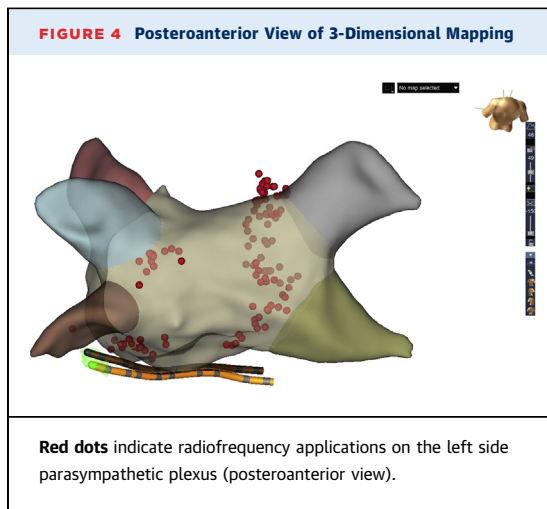 FIGURE 4 Posteroanterior View of 3-Dimensional Mapping
No map selected
Red dots indicate radiofrequency applications on the left side
parasympathetic plexus (posteroanterior view).